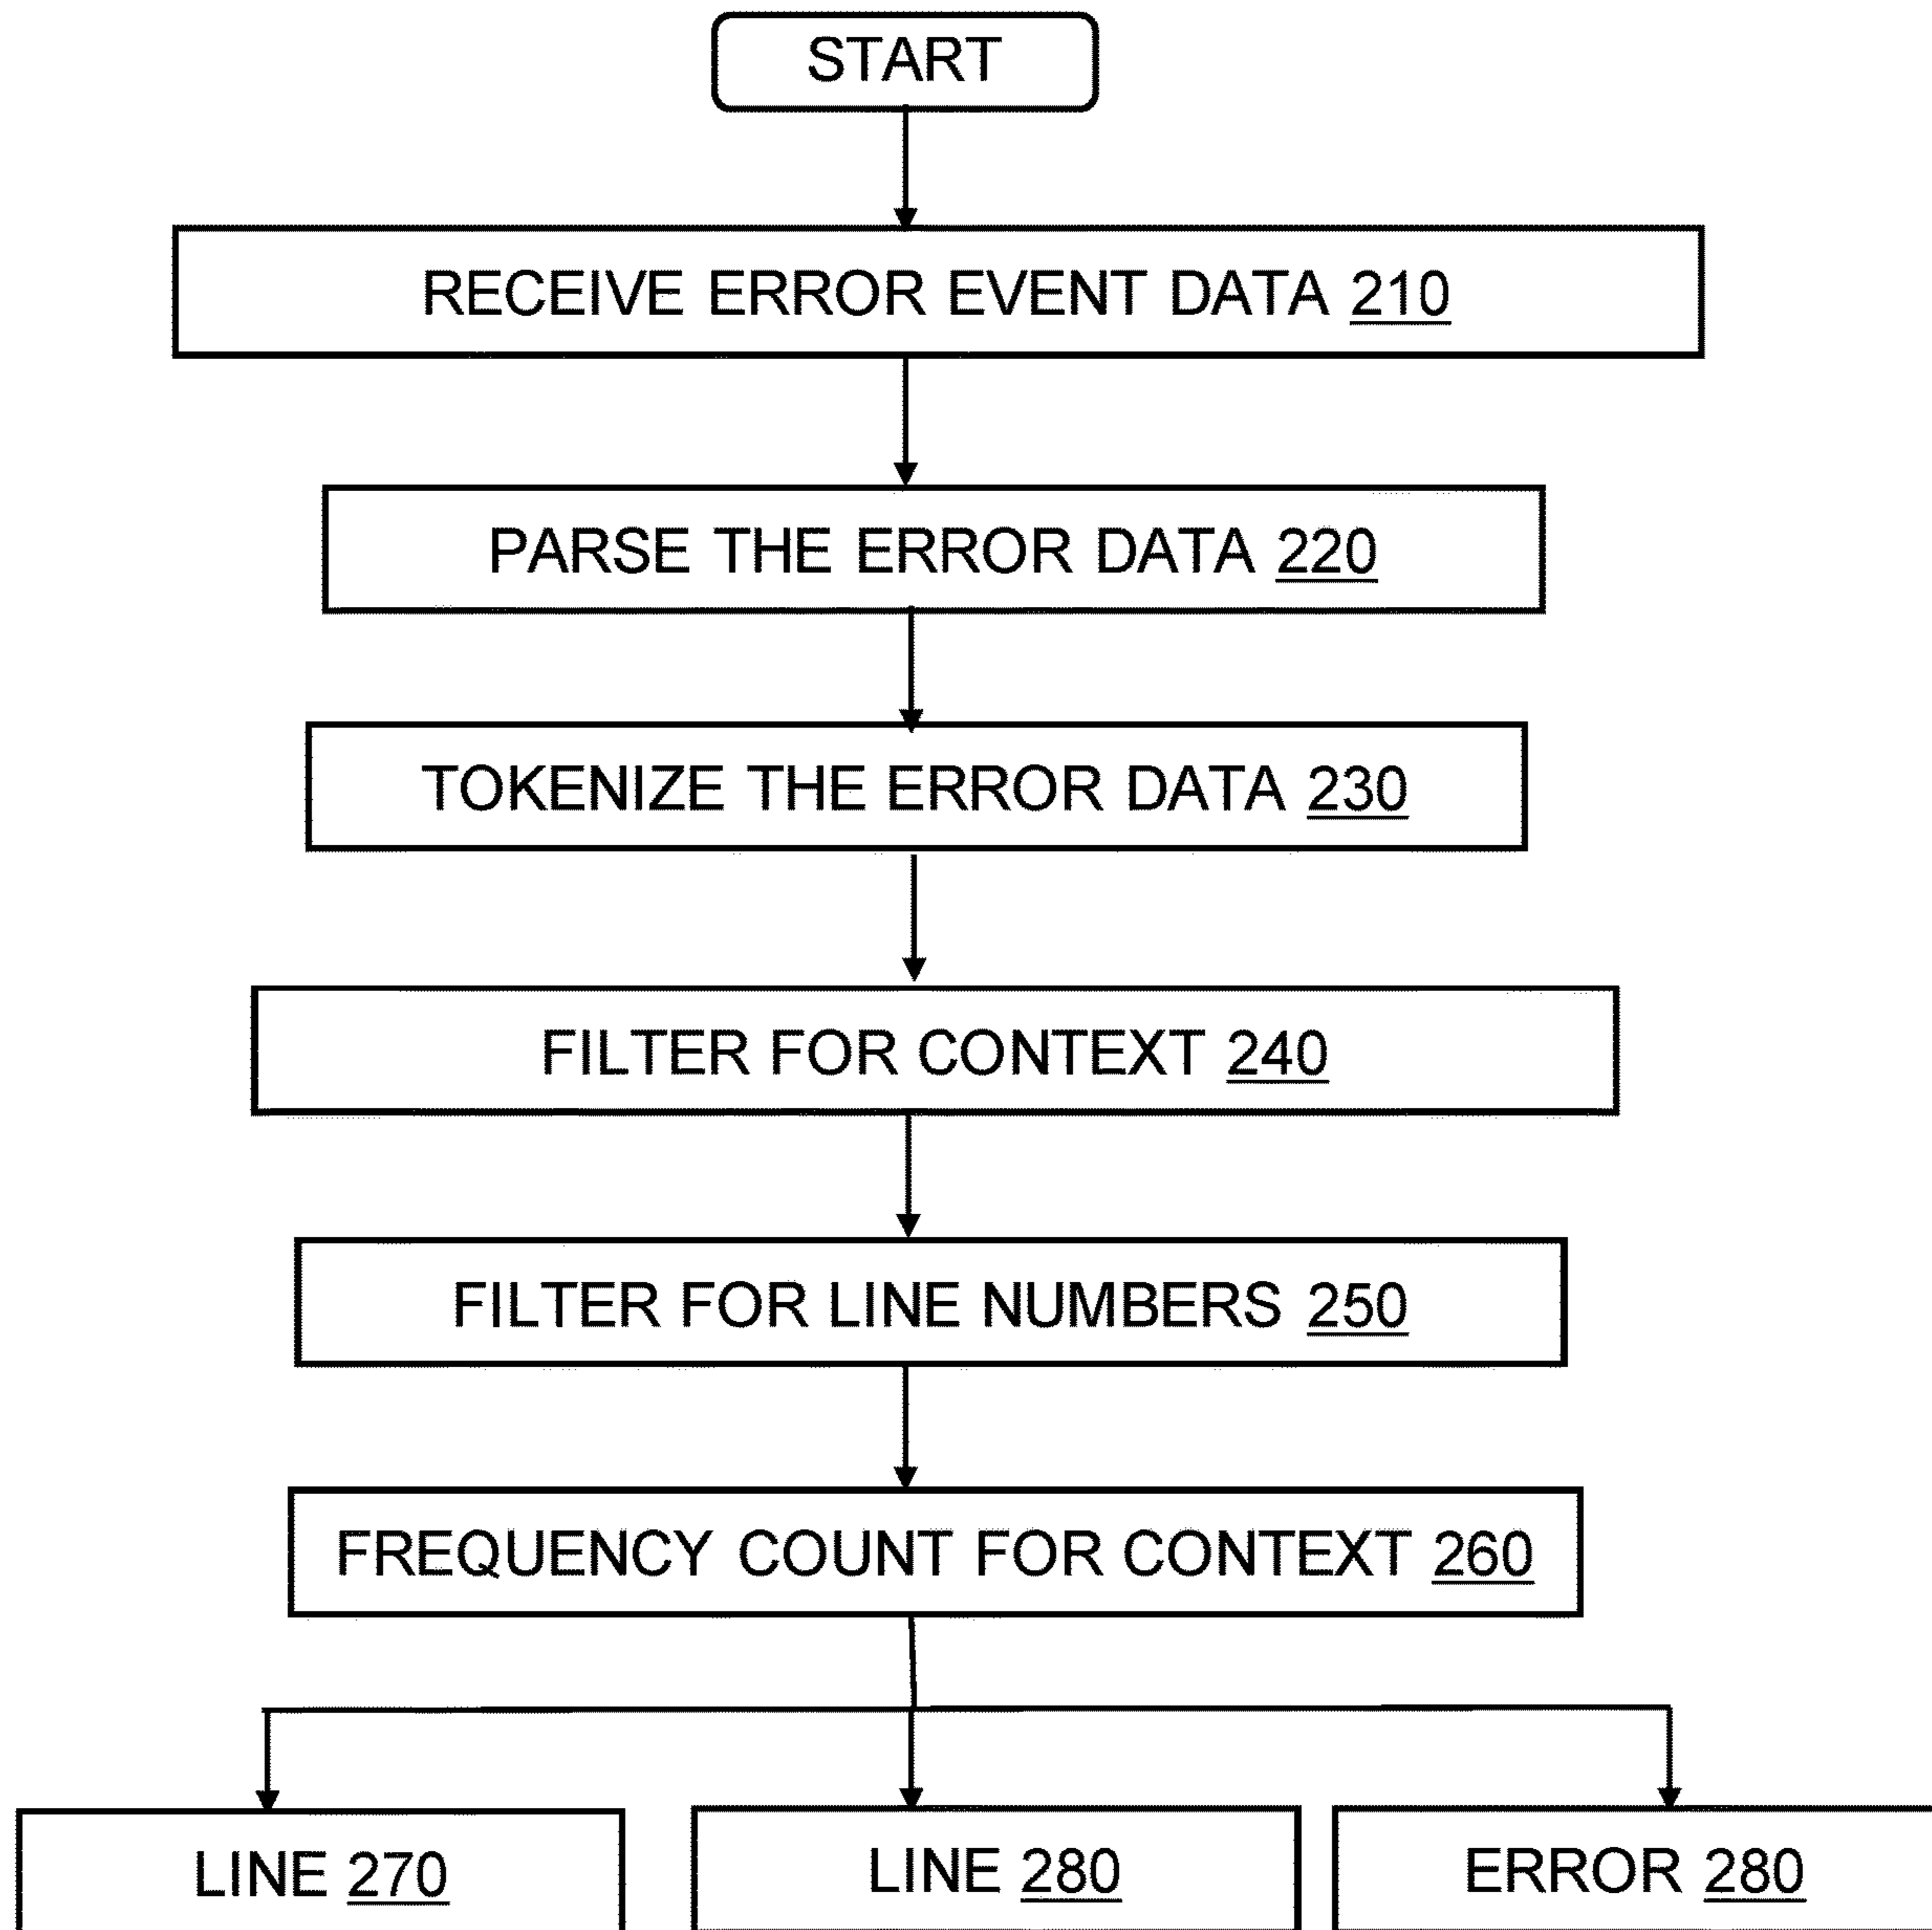 START
RECEIVE ERROR EVENT DATA 210
PARSE THE ERROR DATA 220
TOKENIZE THE ERROR DATA 230
FILTER FOR CONTEXT 240
FILTER FOR LINE NUMBERS 250
FREQUENCY COUNT FOR CONTEXT 260
LINE 270
LINE 280
ERROR 280